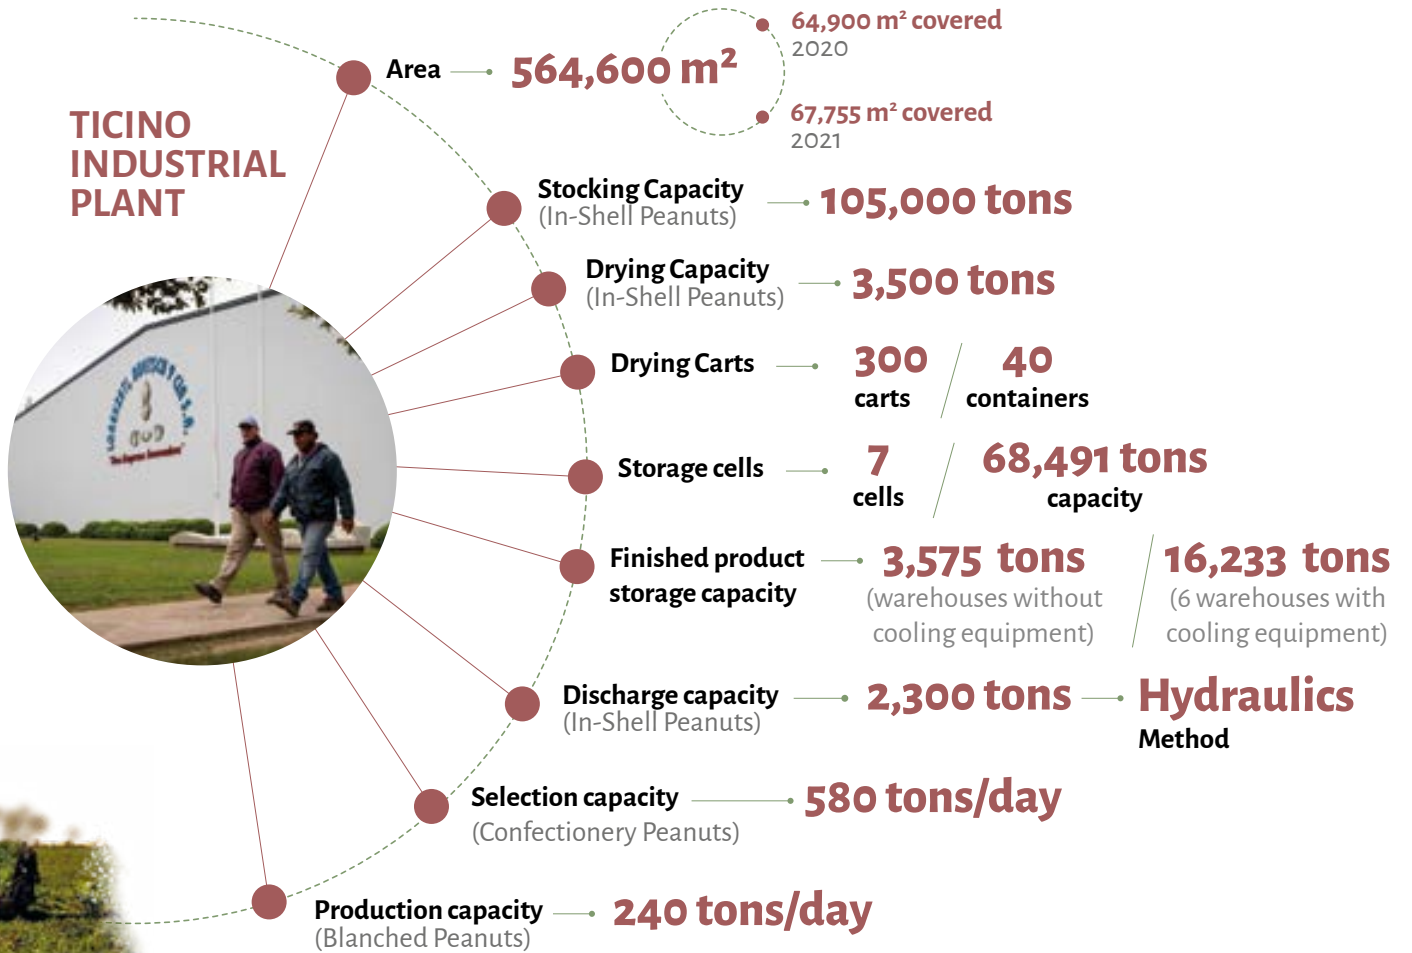 TICINO
INDUSTRIAL
PLANT
Area
564,600 m²
64,900 m² covered
2020
67,755 m² covered
2021
Stocking Capacity
(In-Shell Peanuts)
105,000 tons
Drying Capacity
(In-Shell Peanuts)
3,500 tons
Drying Carts
300
carts
40
containers
Storage cells
7
cells
68,491 tons
capacity
Finished product
storage capacity
3,575 tons
(warehouses without
cooling equipment)
16,233 tons
(6 warehouses with
cooling equipment)
Discharge capacity
(In-Shell Peanuts)
2,300 tons
Hydraulics
Method
Selection capacity
(Confectionery Peanuts)
580 tons/day
Production capacity
(Blanched Peanuts)
240 tons/day